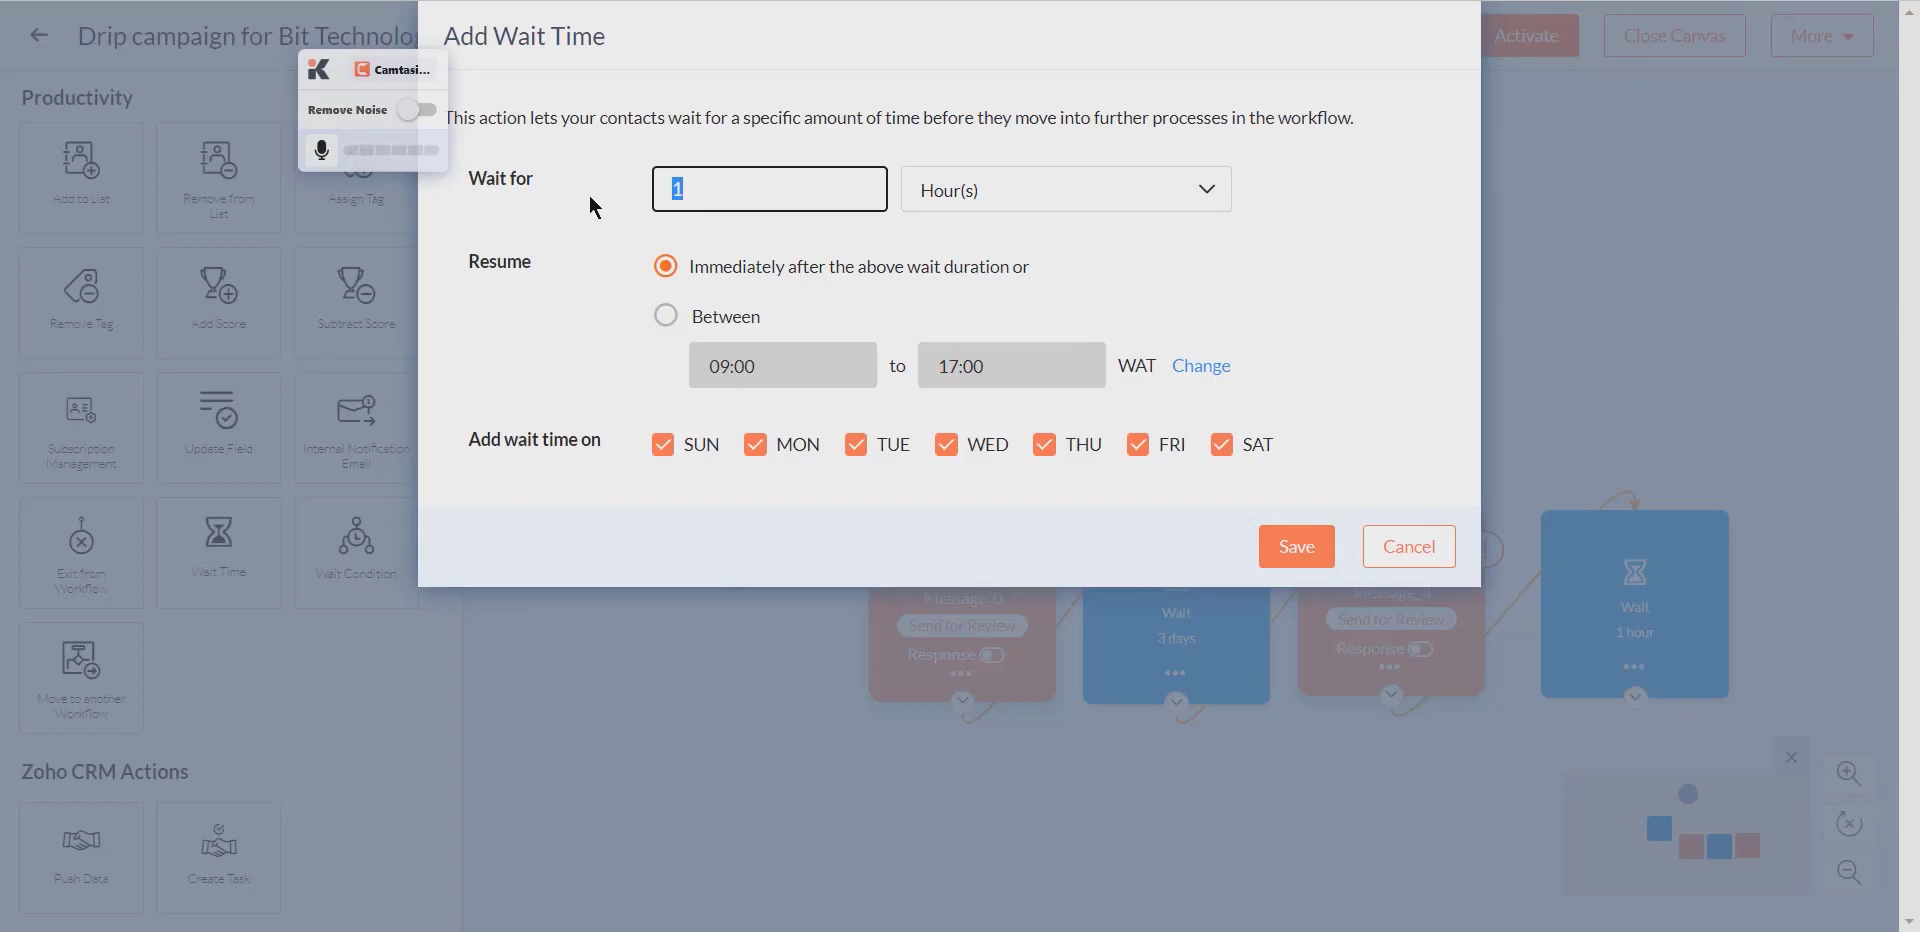 Drip campaign for Bit Technolo
Add Wait Time
Activate
Close Canvas
More
Camtasi...
Remove Noise
Productivity
This action lets your contacts wait for a specific amount of time before they move into further processes in the workflow.
Add to List
Remove from
List
Assign Tag
Wait for
1
Hour(s)
Resume
Immediately after the above wait duration or
Between
09:00 to 17:00 WAT Change
Remove Tag
Add Score
Subtract Score
Add wait time on
SUN MON TUE WED THU FRI SAT
Subscription
Management
Update Field
Internal Notification
Email
Save
Cancel
Exit from
Workflow
Wait Time
Wait Condition
Message_0
Send for Review
Response
Wait
3 days
Message_3
Send for Review
Response
Wait
1 hour
Move to another
Workflow
Zoho CRM Actions
Push Data
Create Task